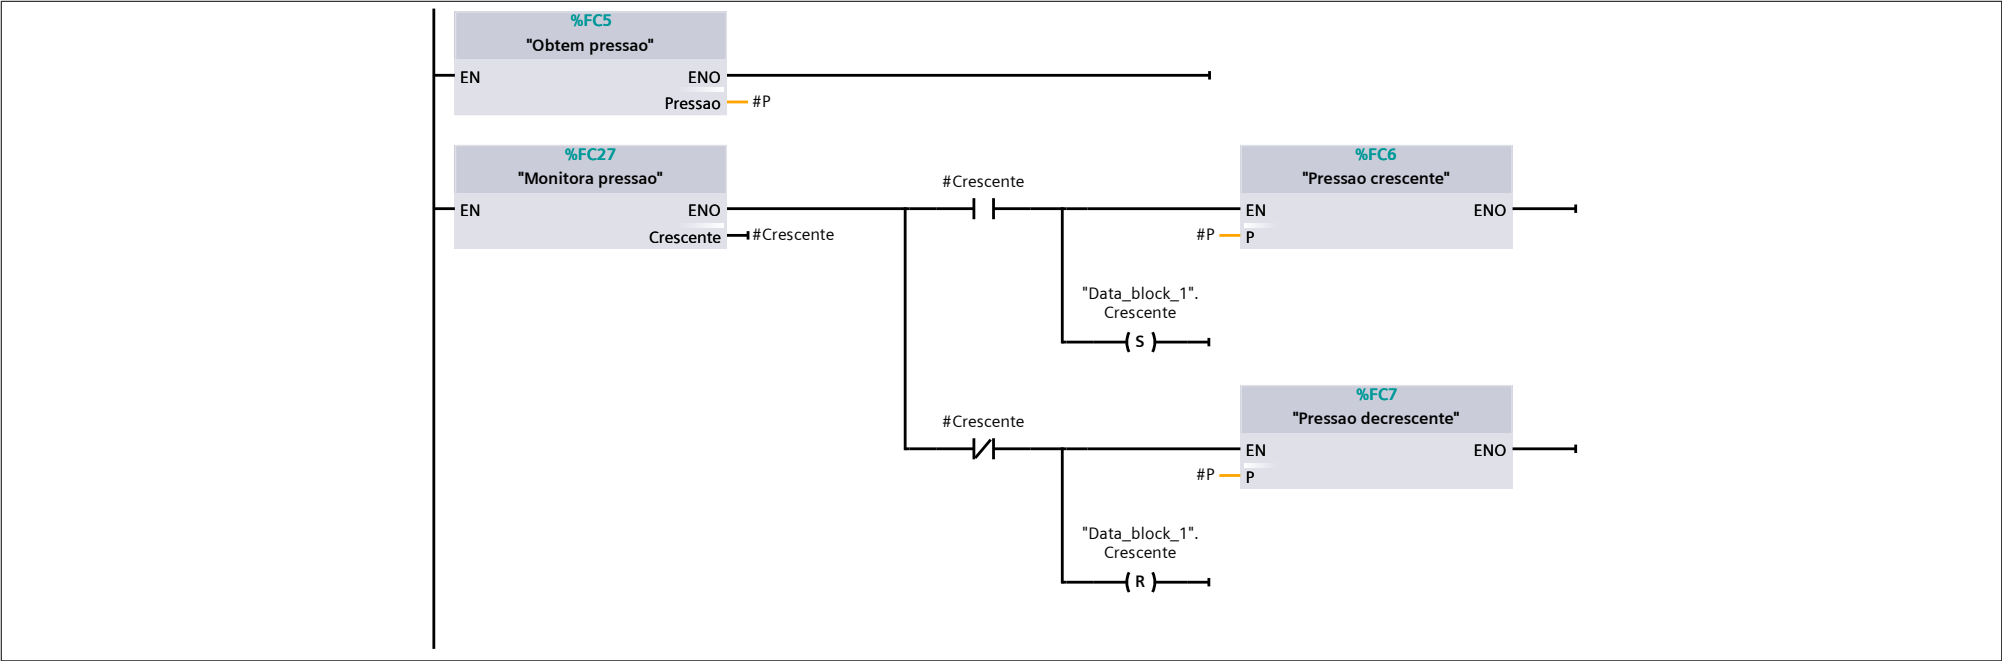 %FC5
"Obtem pressao"
EN
ENO
Pressao
#P
%FC27
"Monitora pressao"
EN
ENO
Crescente
#Crescente
#Crescente
%FC6
"Pressao crescente"
EN
ENO
#P
P
"Data_block_1".
Crescente
S
#Crescente
%FC7
"Pressao decrescente"
EN
ENO
#P
P
"Data_block_1".
Crescente
R